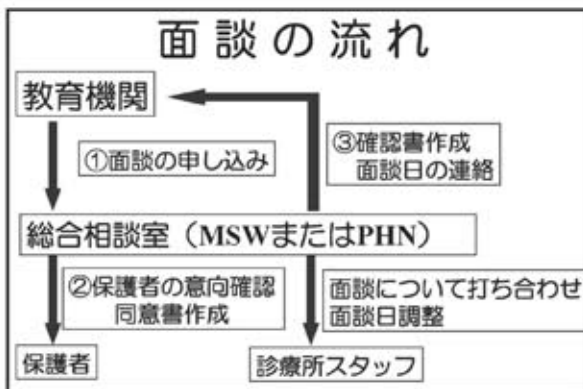 面談の流れ
教育機関
①面談の申し込み
③確認書作成
面談日の連絡
総合相談室（MSWまたはPHN）
②保護者の意向確認
同意書作成
面談について打ち合わせ
面談日調整
保護者
診療所スタッフ